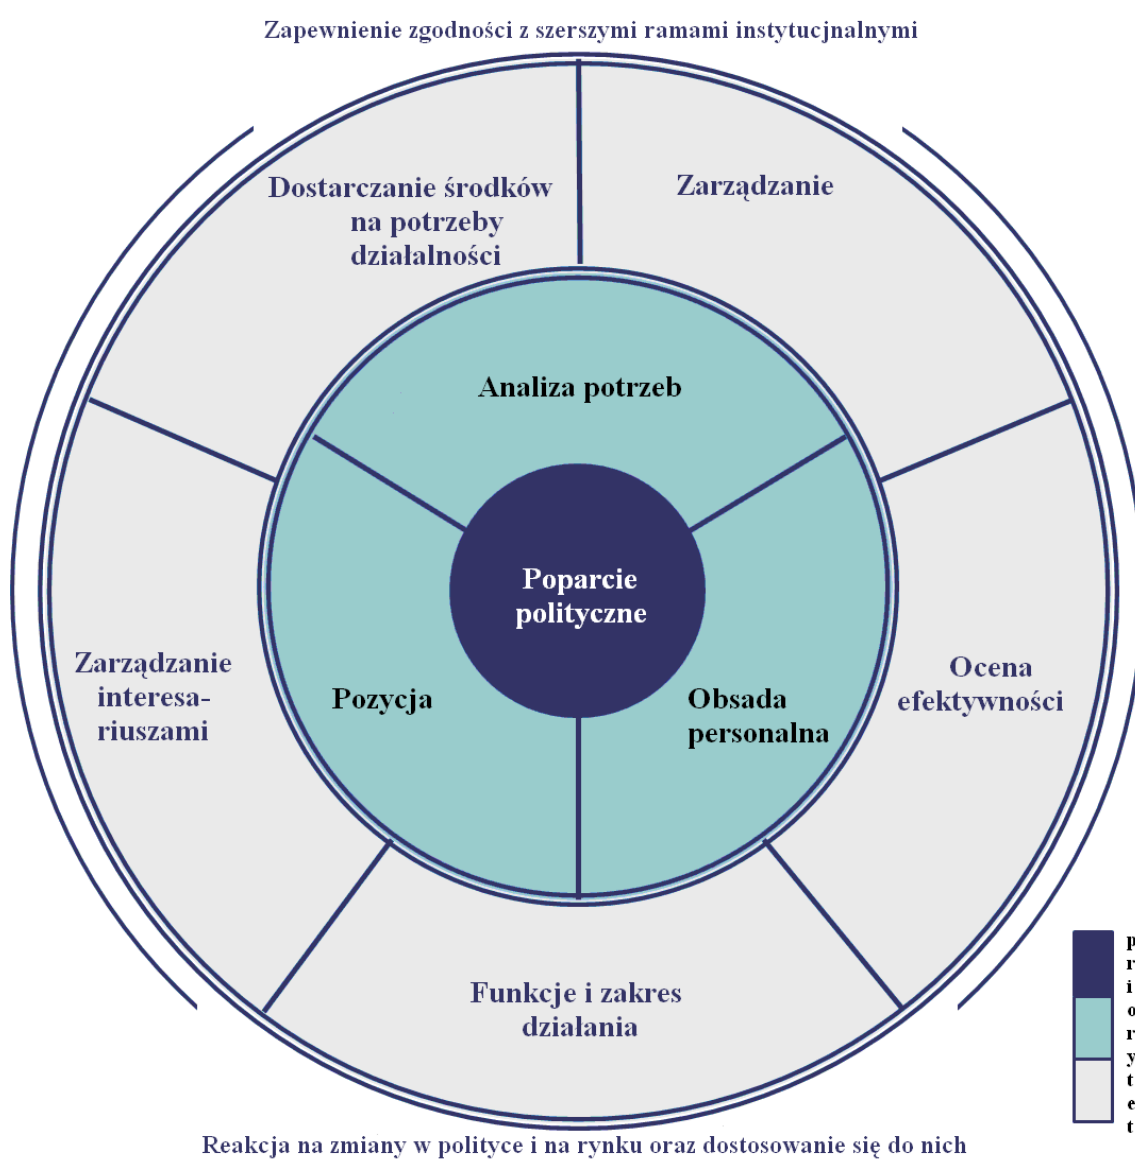 Zapewnienie zgodności z szerszymi ramami instytucjnalnymi
Dostarczanie środków
na potrzeby
działalności
Zarządzanie
Analiza potrzeb
Poparcie
polityczne
Zarządzanie
interesa-
riuszami
Pozycja
Obsada
personalna
Ocena
efektywności
Funkcje i zakres
działania
p
r
i
o
r
y
t
e
t
Reakcja na zmiany w polityce i na rynku oraz dostosowanie się do nich